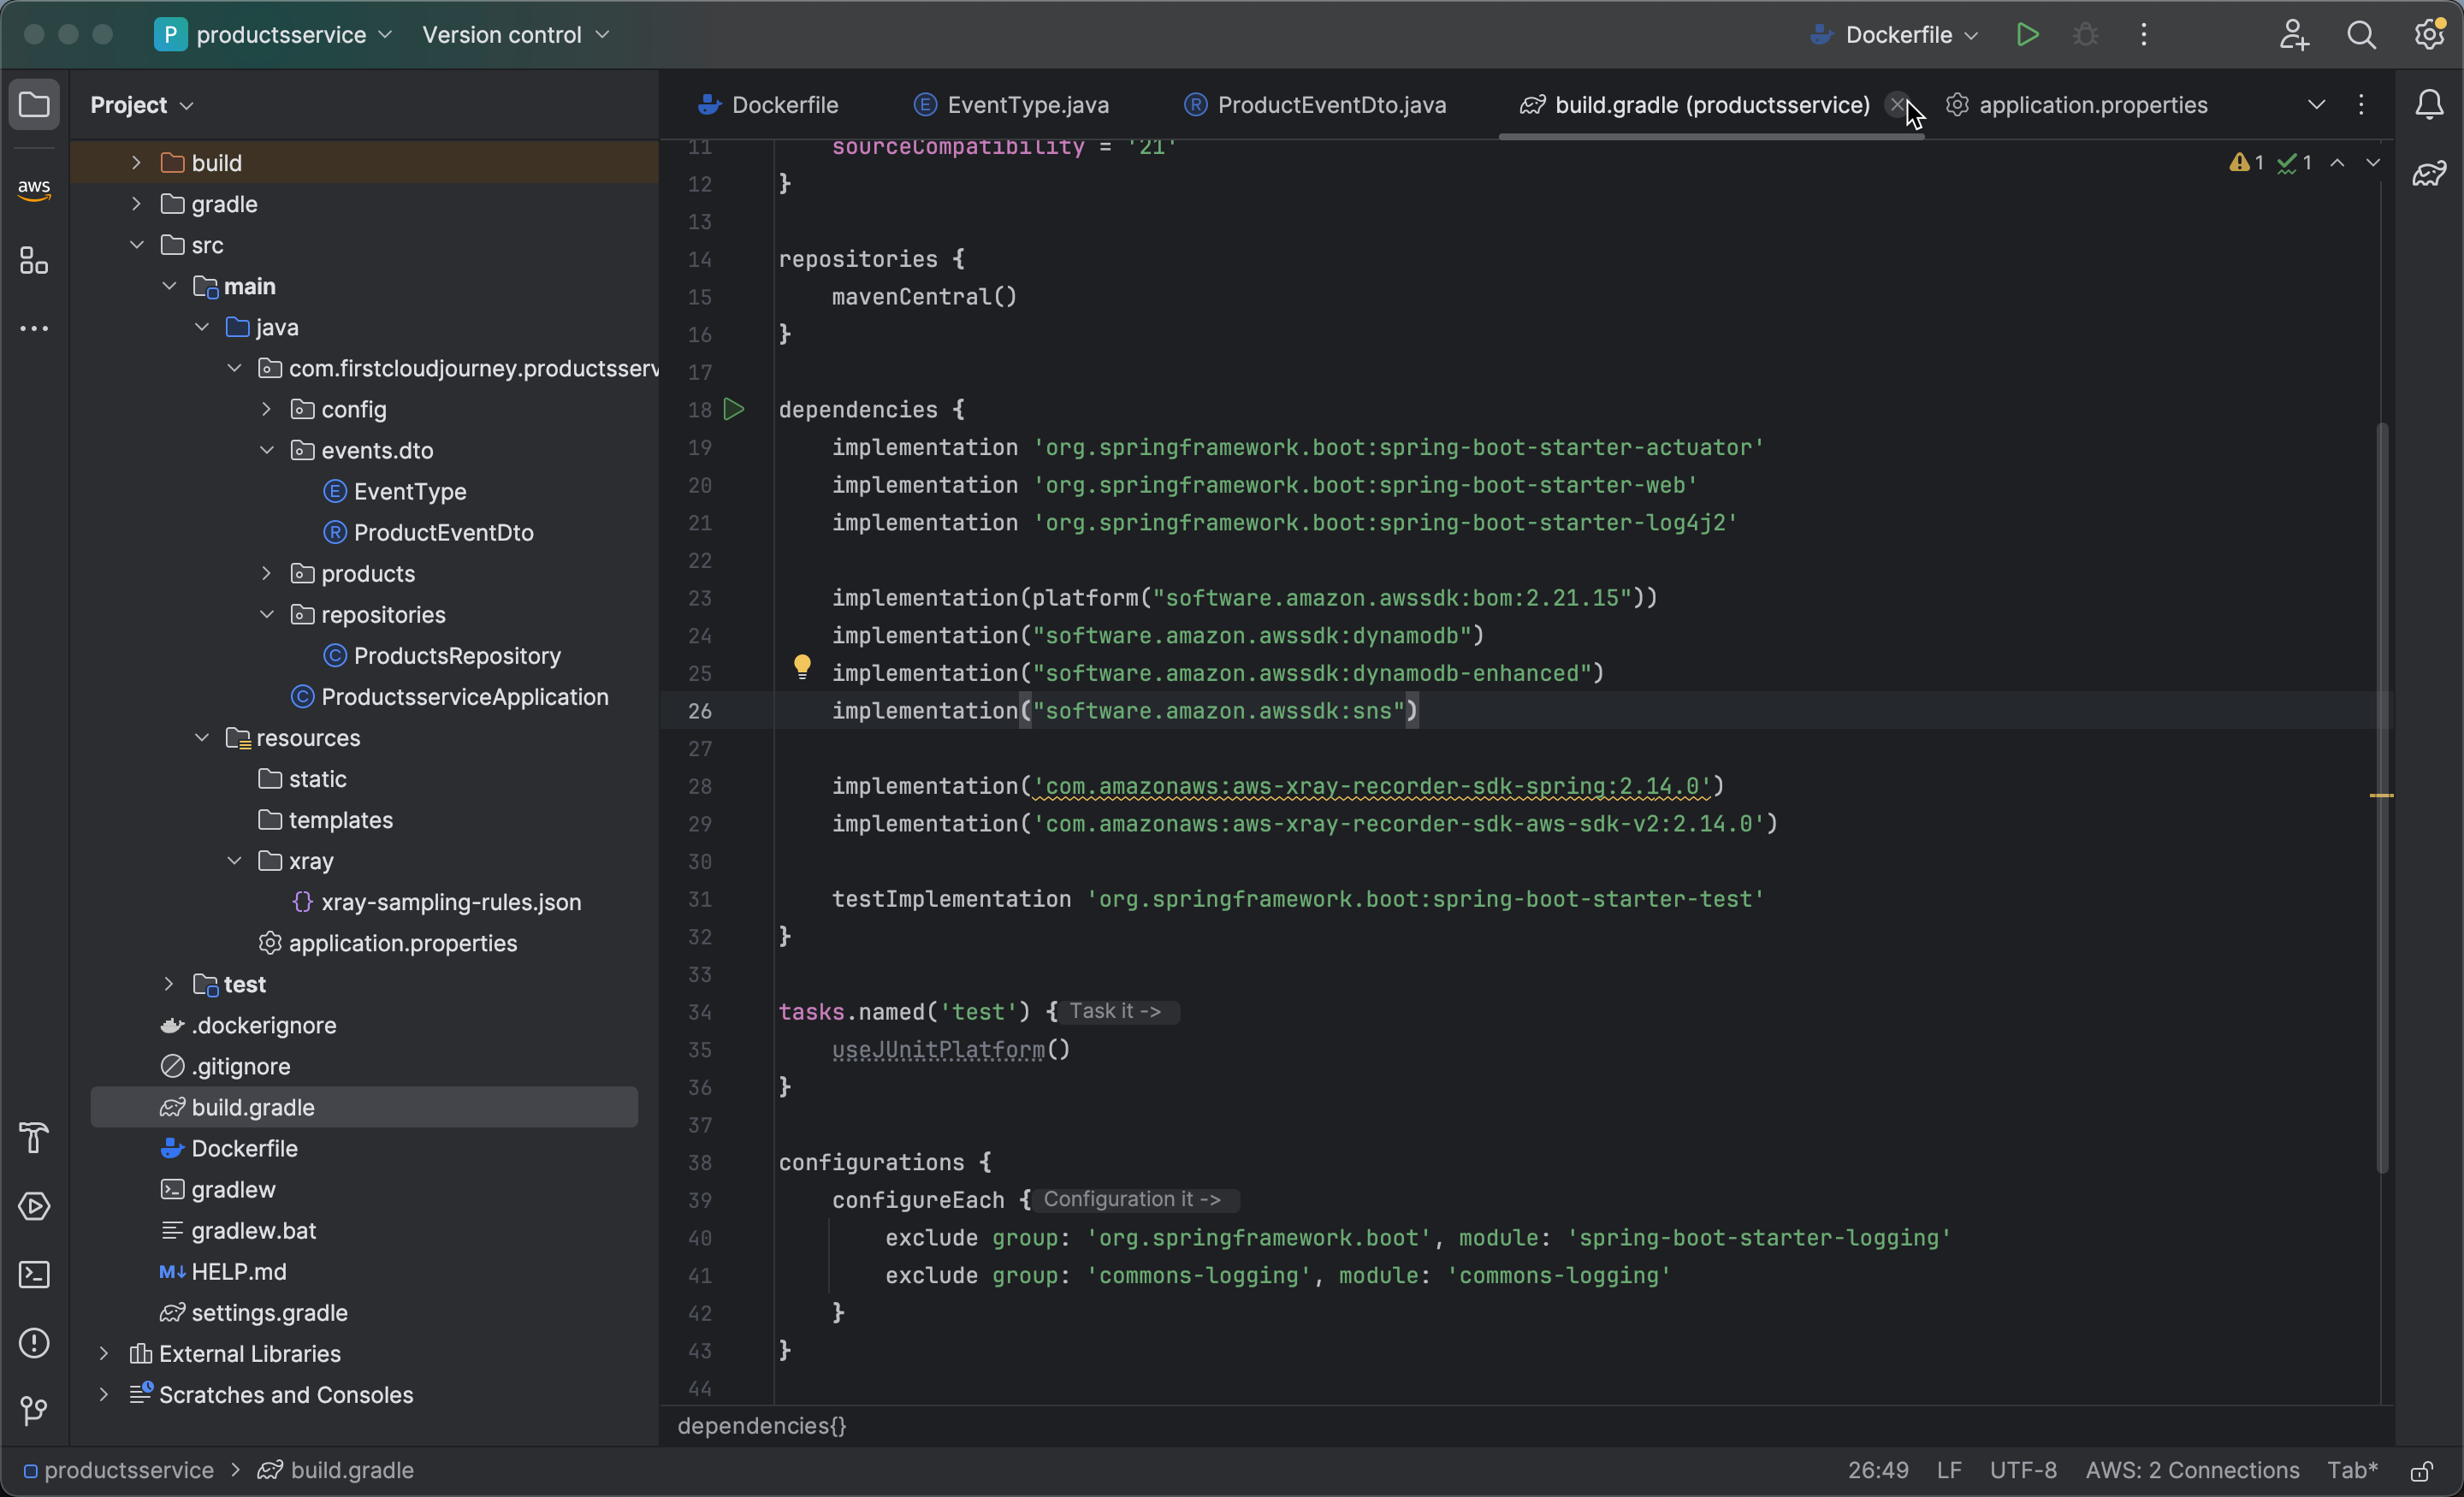 P productsservice Version control Dockerfile
Project
Dockerfile EventType.java ProductEventDto.java build.gradle (productsservice) application.properties
aws
build
gradle
src
main
java
com.firstcloudjourney.productsserv
config
events.dto
E EventType
R ProductEventDto
products
repositories
C ProductsRepository
C ProductsserviceApplication
resources
static
templates
xray
{} xray-sampling-rules.json
application.properties
test
.dockerignore
.gitignore
build.gradle
Dockerfile
gradlew
gradlew.bat
M↓ HELP.md
settings.gradle
External Libraries
Scratches and Consoles
1 1
11 sourceCompatibility = '21'
12 }
13
14 repositories {
15 mavenCentral()
16 }
17
18 dependencies {
19 implementation 'org.springframework.boot:spring-boot-starter-actuator'
20 implementation 'org.springframework.boot:spring-boot-starter-web'
21 implementation 'org.springframework.boot:spring-boot-starter-log4j2'
22
23 implementation(platform("software.amazon.awssdk:bom:2.21.15"))
24 implementation("software.amazon.awssdk:dynamodb")
25 implementation("software.amazon.awssdk:dynamodb-enhanced")
26 implementation("software.amazon.awssdk:sns")
27
28 implementation('com.amazonaws:aws-xray-recorder-sdk-spring:2.14.0')
29 implementation('com.amazonaws:aws-xray-recorder-sdk-aws-sdk-v2:2.14.0')
30
31 testImplementation 'org.springframework.boot:spring-boot-starter-test'
32 }
33
34 tasks.named('test') { Task it ->
35 useJUnitPlatform()
36 }
37
38 configurations {
39 configureEach { Configuration it ->
40 exclude group: 'org.springframework.boot', module: 'spring-boot-starter-logging'
41 exclude group: 'commons-logging', module: 'commons-logging'
42 }
43 }
44
dependencies{}
productsservice > build.gradle 26:49 LF UTF-8 AWS: 2 Connections Tab*